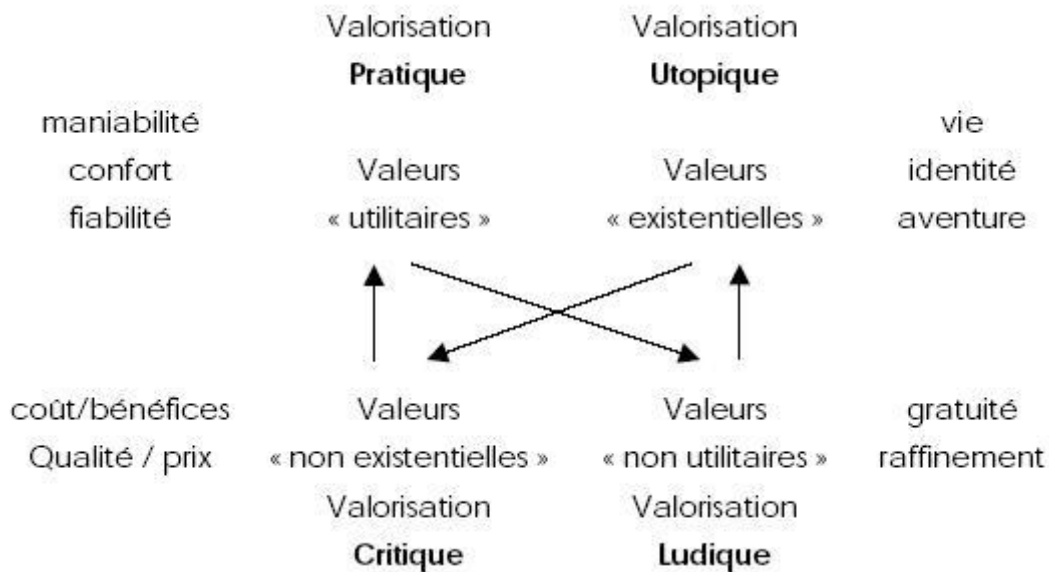 Valorisation Valorisation
Pratique Utopique
maniabilité vie
confort Valeurs Valeurs identité
fiabilité « utilitaires » « existentielles » aventure
coût/bénéfices Valeurs Valeurs gratuité
Qualité / prix « non existentielles » « non utilitaires » raffinement
Valorisation Valorisation
Critique Ludique